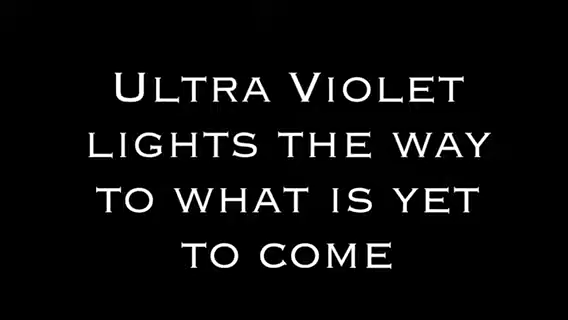 Ultra Violet
lights the way
to what is yet
to come